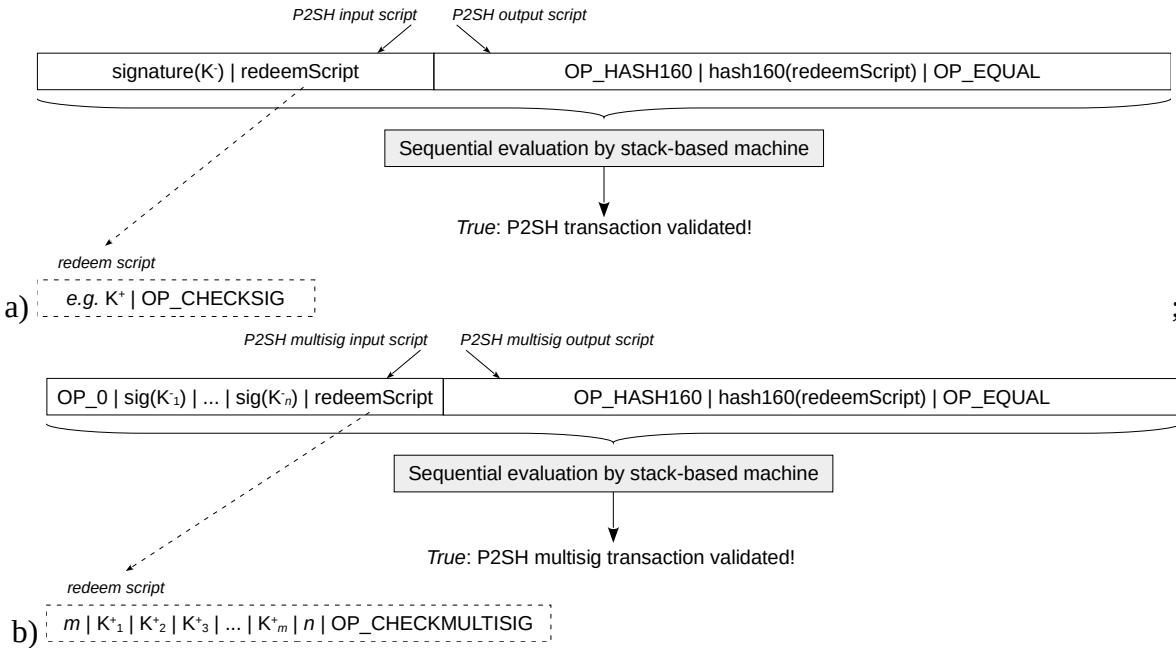 P2SH input script P2SH output script
signature(K-) | redeemScript OP_HASH160 | hash160(redeemScript) | OP_EQUAL
Sequential evaluation by stack-based machine
True: P2SH transaction validated!
redeem script
a) e.g. K+ | OP_CHECKSIG ;
P2SH multisig input script P2SH multisig output script
OP_0 | sig(K-1) | ... | sig(K-n) | redeemScript OP_HASH160 | hash160(redeemScript) | OP_EQUAL
Sequential evaluation by stack-based machine
True: P2SH multisig transaction validated!
redeem script
b) m | K+1 | K+2 | K+3 | ... | K+m | n | OP_CHECKMULTISIG